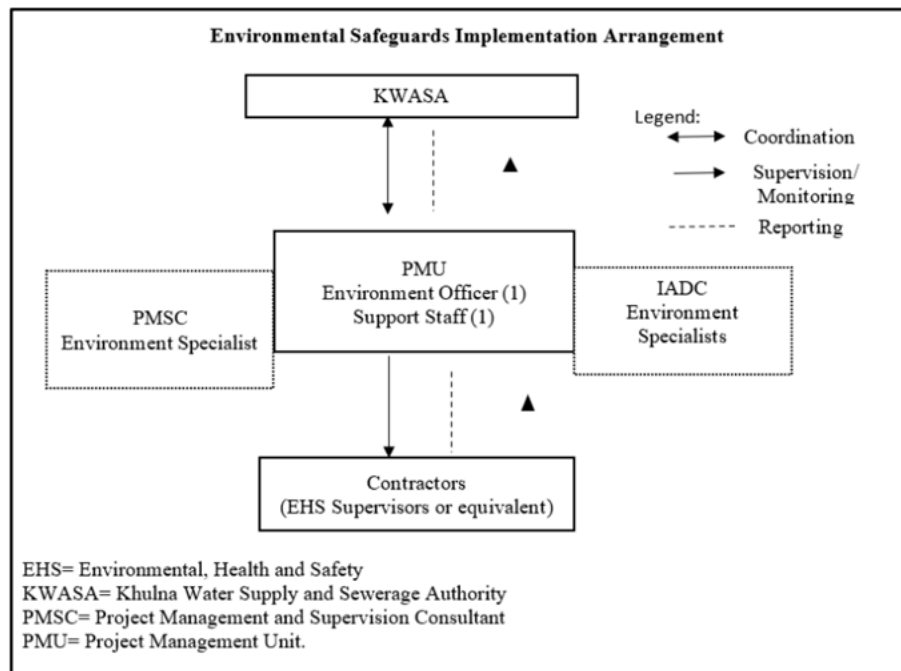 Environmental Safeguards Implementation Arrangement
KWASA
Legend:
Coordination
Supervision/
Monitoring
Reporting
PMU
Environment Officer (1)
Support Staff (1)
PMSC
Environment Specialist
IADC
Environment
Specialists
Contractors
(EHS Supervisors or equivalent)
EHS= Environmental, Health and Safety
KWASA= Khulna Water Supply and Sewerage Authority
PMSC= Project Management and Supervision Consultant
PMU= Project Management Unit.